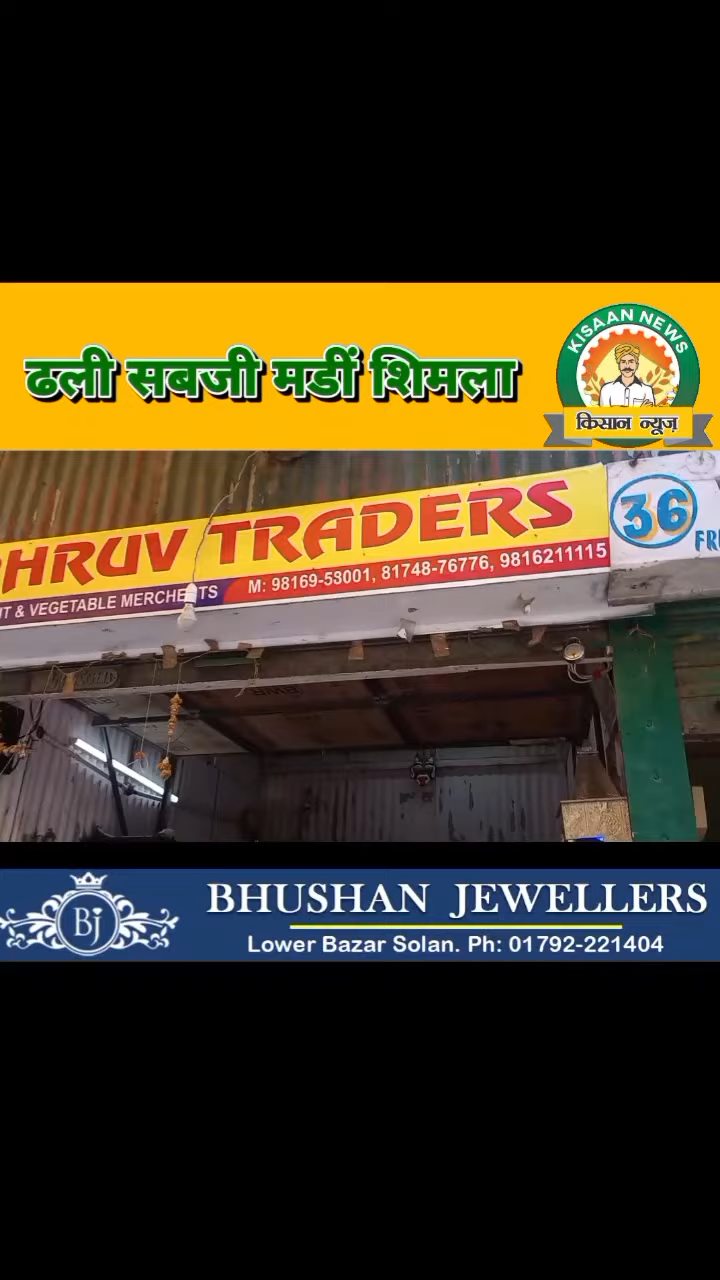 ढली सबजी मडीं शिमला
KISAAN NEWS
किसान न्यूज़
HRUV TRADERS
& VEGETABLE MERCHENTS
M: 98169-53001, 81748-76776, 9816211115
36
BJ
BHUSHAN JEWELLERS
Lower Bazar Solan. Ph: 01792-221404